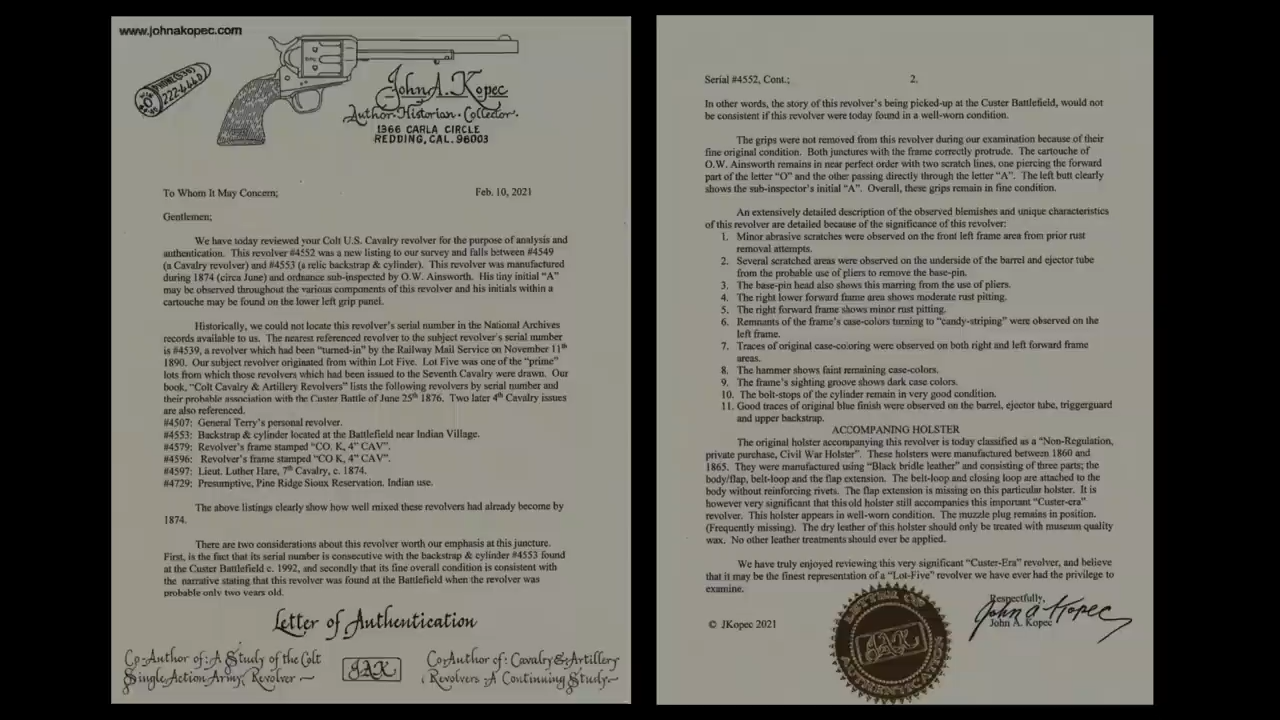 www.johnakopec.com
PHONE(530)
222-4440
John A. Kopec
Author·Historian·Collector·
1366 CARLA CIRCLE
REDDING, CAL. 96003
To Whom It May Concern; Feb. 10, 2021
Gentlemen;
We have today reviewed your Colt U.S. Cavalry revolver for the purpose of analysis and
authentication. This revolver #4552 was a new listing to our survey and falls between #4549
(a Cavalry revolver) and #4553 (a relic backstrap & cylinder). This revolver was manufactured
during 1874 (circa June) and ordnance sub-inspected by O.W. Ainsworth. His tiny initial "A"
may be observed throughout the various components of this revolver and his initials within a
cartouche may be found on the lower left grip panel.
Historically, we could not locate this revolver's serial number in the National Archives
records available to us. The nearest referenced revolver to the subject revolver's serial number
is #4539, a revolver which had been "turned-in" by the Railway Mail Service on November 11th
1890. Our subject revolver originated from within Lot Five. Lot Five was one of the "prime"
lots from which those revolvers which had been issued to the Seventh Cavalry were drawn. Our
book, "Colt Cavalry & Artillery Revolvers" lists the following revolvers by serial number and
their probable association with the Custer Battle of June 25th 1876. Two later 4th Cavalry issues
are also referenced.
#4507: General Terry's personal revolver.
#4553: Backstrap & cylinder located at the Battlefield near Indian Village.
#4579: Revolver's frame stamped "CO. K, 4" CAV".
#4596: Revolver's frame stamped "CO K, 4" CAV"
#4597: Lieut. Luther Hare, 7th Cavalry, c. 1874.
#4729: Presumptive, Pine Ridge Sioux Reservation. Indian use.
The above listings clearly show how well mixed these revolvers had already become by
1874.
There are two considerations about this revolver worth our emphasis at this juncture.
First, is the fact that its serial number is consecutive with the backstrap & cylinder #4553 found
at the Custer Battlefield c. 1992, and secondly that its fine overall condition is consistent with
the narrative stating that this revolver was found at the Battlefield when the revolver was
probable only two years old.
Letter of Authentication
Co-Author of: A Study of the Colt
Single Action Army Revolver
JAK
Co-Author of: Cavalry & Artillery
Revolvers A Continuing Study
Serial #4552, Cont.; 2.
In other words, the story of this revolver's being picked-up at the Custer Battlefield, would not
be consistent if this revolver were today found in a well-worn condition.
The grips were not removed from this revolver during our examination because of their
fine original condition. Both junctures with the frame correctly protrude. The cartouche of
O.W. Ainsworth remains in near perfect order with two scratch lines, one piercing the forward
part of the letter "O" and the other passing directly through the letter "A". The left butt clearly
shows the sub-inspector's initial "A". Overall, these grips remain in fine condition.
An extensively detailed description of the observed blemishes and unique characteristics
of this revolver are detailed because of the significance of this revolver:
1. Minor abrasive scratches were observed on the front left frame area from prior rust
removal attempts.
2. Several scratched areas were observed on the underside of the barrel and ejector tube
from the probable use of pliers to remove the base-pin.
3. The base-pin head also shows this marring from the use of pliers.
4. The right lower forward frame area shows moderate rust pitting.
5. The right forward frame shows minor rust pitting.
6. Remnants of the frame's case-colors turning to "candy-striping" were observed on the
left frame.
7. Traces of original case-coloring were observed on both right and left forward frame
areas.
8. The hammer shows faint remaining case-colors.
9. The frame's sighting groove shows dark case colors.
10. The bolt-stops of the cylinder remain in very good condition.
11. Good traces of original blue finish were observed on the barrel, ejector tube, triggerguard
and upper backstrap.
ACCOMPANING HOLSTER
The original holster accompanying this revolver is today classified as a "Non-Regulation,
private purchase, Civil War Holster". These holsters were manufactured between 1860 and
1865. They were manufactured using "Black bridle leather" and consisting of three parts; the
body/flap, belt-loop and the flap extension. The belt-loop and closing loop are attached to the
body without reinforcing rivets. The flap extension is missing on this particular holster. It is
however very significant that this old holster still accompanies this important "Custer-era"
revolver. This holster appears in well-worn condition. The muzzle plug remains in position.
(Frequently missing). The dry leather of this holster should only be treated with museum quality
wax. No other leather treatments should ever be applied.
We have truly enjoyed reviewing this very significant "Custer-Era" revolver, and believe
that it may be the finest representation of a "Lot-Five" revolver we have ever had the privilege to
examine.
Respectfully,
John A Kopec
John A. Kopec
© JKopec 2021
LETTER OF
JAK
AUTHENTICATION